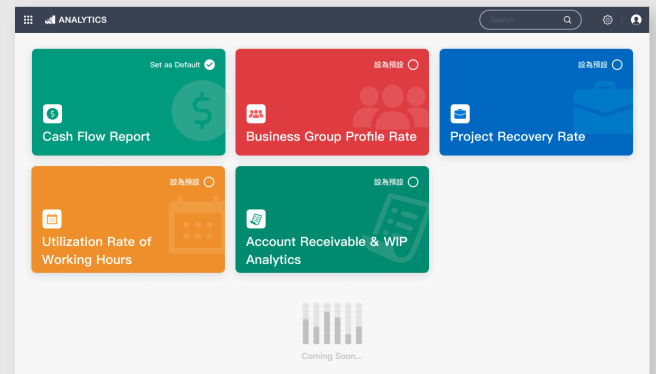 ANALYTICS
Search
Set as Default
Cash Flow Report
設為預設
Business Group Profile Rate
設為預設
Project Recovery Rate
設為預設
Utilization Rate of
Working Hours
設為預設
Account Receivable & WIP
Analytics
Coming Soon...